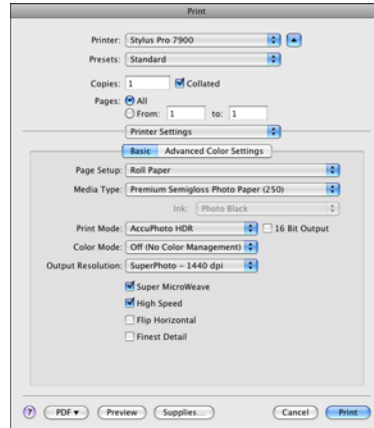 Print
Printer: Stylus Pro 7900
Presets: Standard
Copies: 1 Collated
Pages: All
From: 1 to: 1
Printer Settings
Basic Advanced Color Settings
Page Setup: Roll Paper
Media Type: Premium Semigloss Photo Paper (250)
Ink: Photo Black
Print Mode: AccuPhoto HDR 16 Bit Output
Color Mode: Off (No Color Management)
Output Resolution: SuperPhoto - 1440 dpi
Super MicroWeave
High Speed
Flip Horizontal
Finest Detail
? PDF ▾ Preview Supplies... Cancel Print